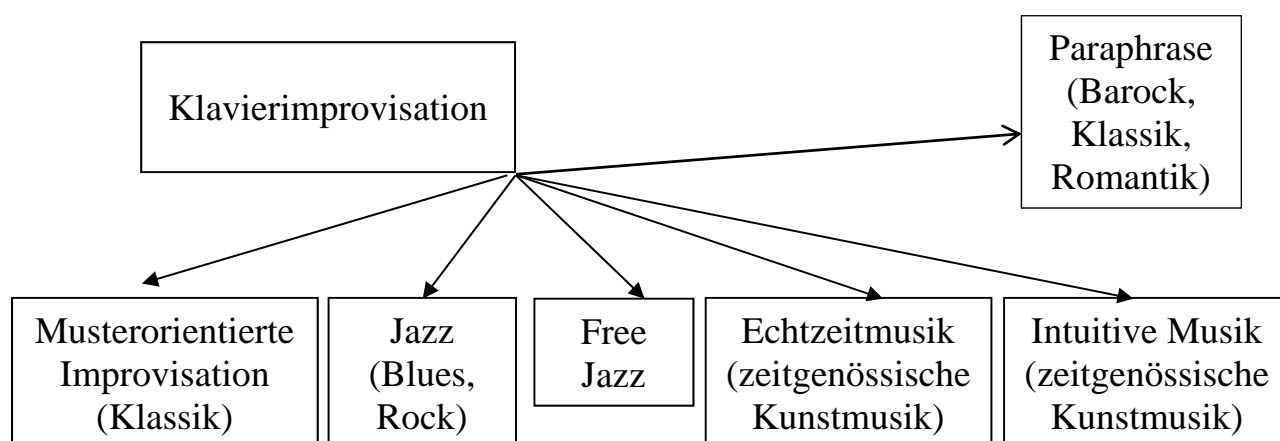 Klavierimprovisation
Paraphrase
(Barock,
Klassik,
Romantik)
Musterorientierte
Improvisation
(Klassik)
Jazz
(Blues,
Rock)
Free
Jazz
Echtzeitmusik
(zeitgenössische
Kunstmusik)
Intuitive Musik
(zeitgenössische
Kunstmusik)